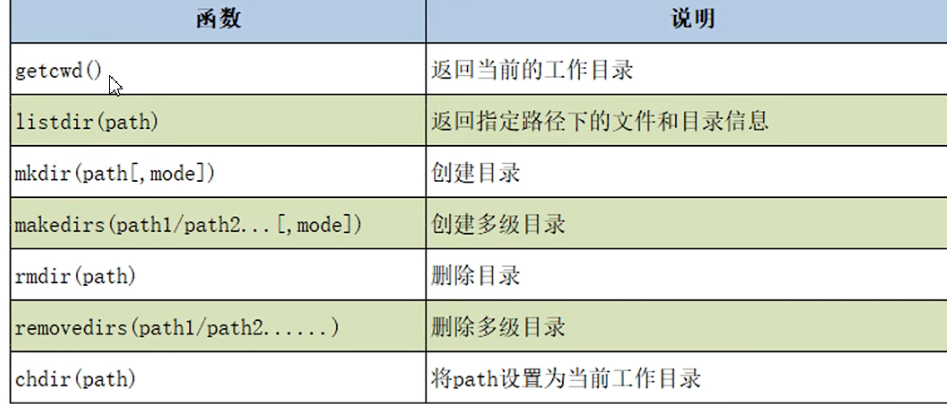 函数 说明
getcwd() 返回当前的工作目录
listdir(path) 返回指定路径下的文件和目录信息
mkdir(path[,mode]) 创建目录
makedirs(path1/path2...[,mode]) 创建多级目录
rmdir(path) 删除目录
removedirs(path1/path2......) 删除多级目录
chdir(path) 将path设置为当前工作目录